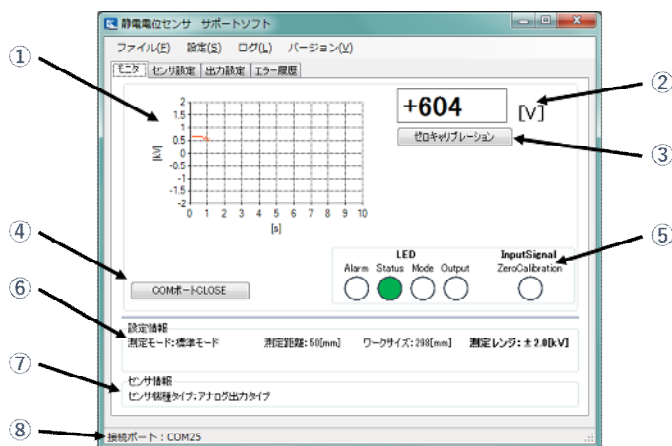 静電電位センサ サポートソフト
ファイル(F) 設定(S) ログ(L) バージョン(V)
モニタ センサ設定 出力設定 エラー履歴
①
②
③
④
⑤
⑥
⑦
⑧
2
1.5
1
0.5
0
-0.5
-1
-1.5
-2
[kV]
0 1 2 3 4 5 6 7 8 9 10
[s]
+604 [V]
ゼロキャリブレーション
COMポートCLOSE
LED
Alarm Status Mode Output
InputSignal
ZeroCalibration
設定情報
測定モード:標準モード 測定距離:50[mm] ワークサイズ:298[mm] 測定レンジ:±2.0[kV]
センサ情報
センサ機種タイプ:アナログ出力タイプ
接続ポート:COM25